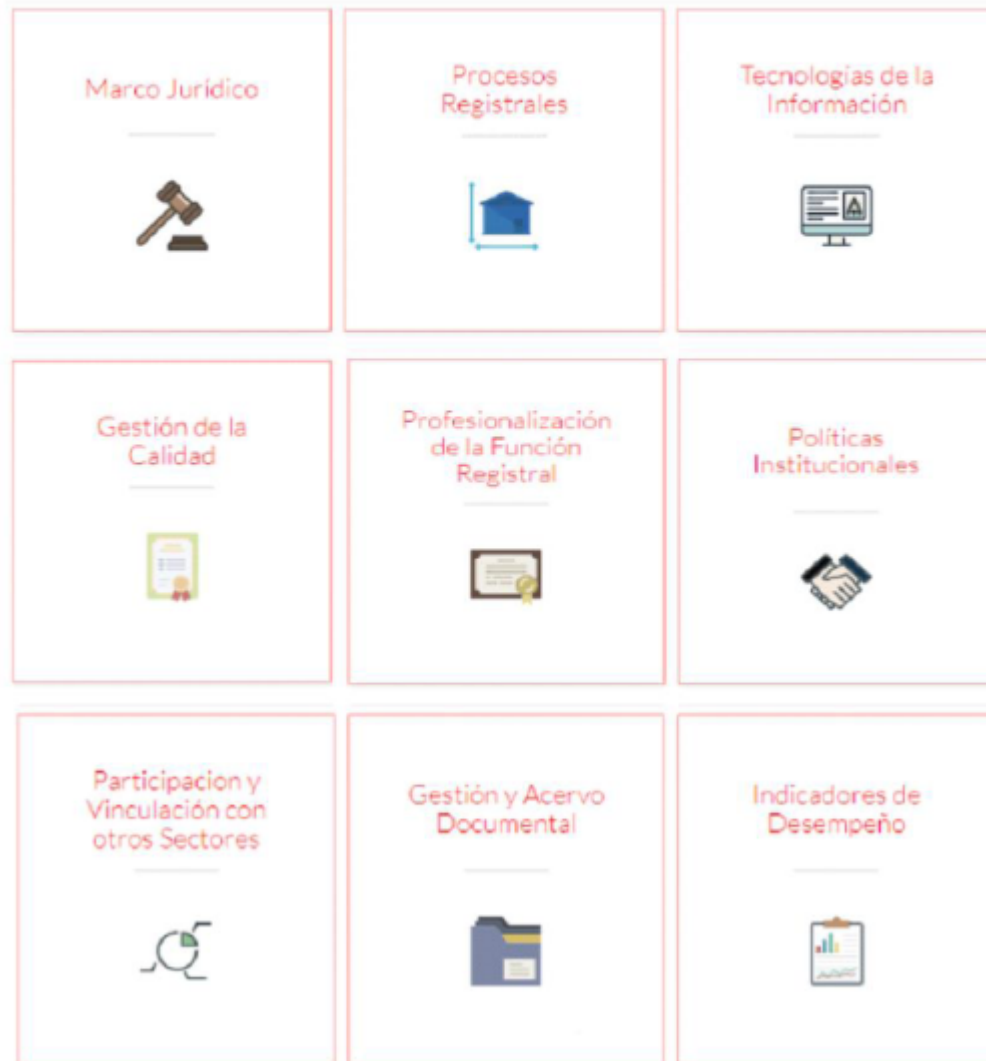 Marco Jurídico
Procesos
Registrales
Tecnologías de la
Información
Gestión de la
Calidad
Profesionalización
de la Función
Registral
Políticas
Institucionales
Participacion y
Vinculación con
otros Sectores
Gestión y Acervo
Documental
Indicadores de
Desempeño